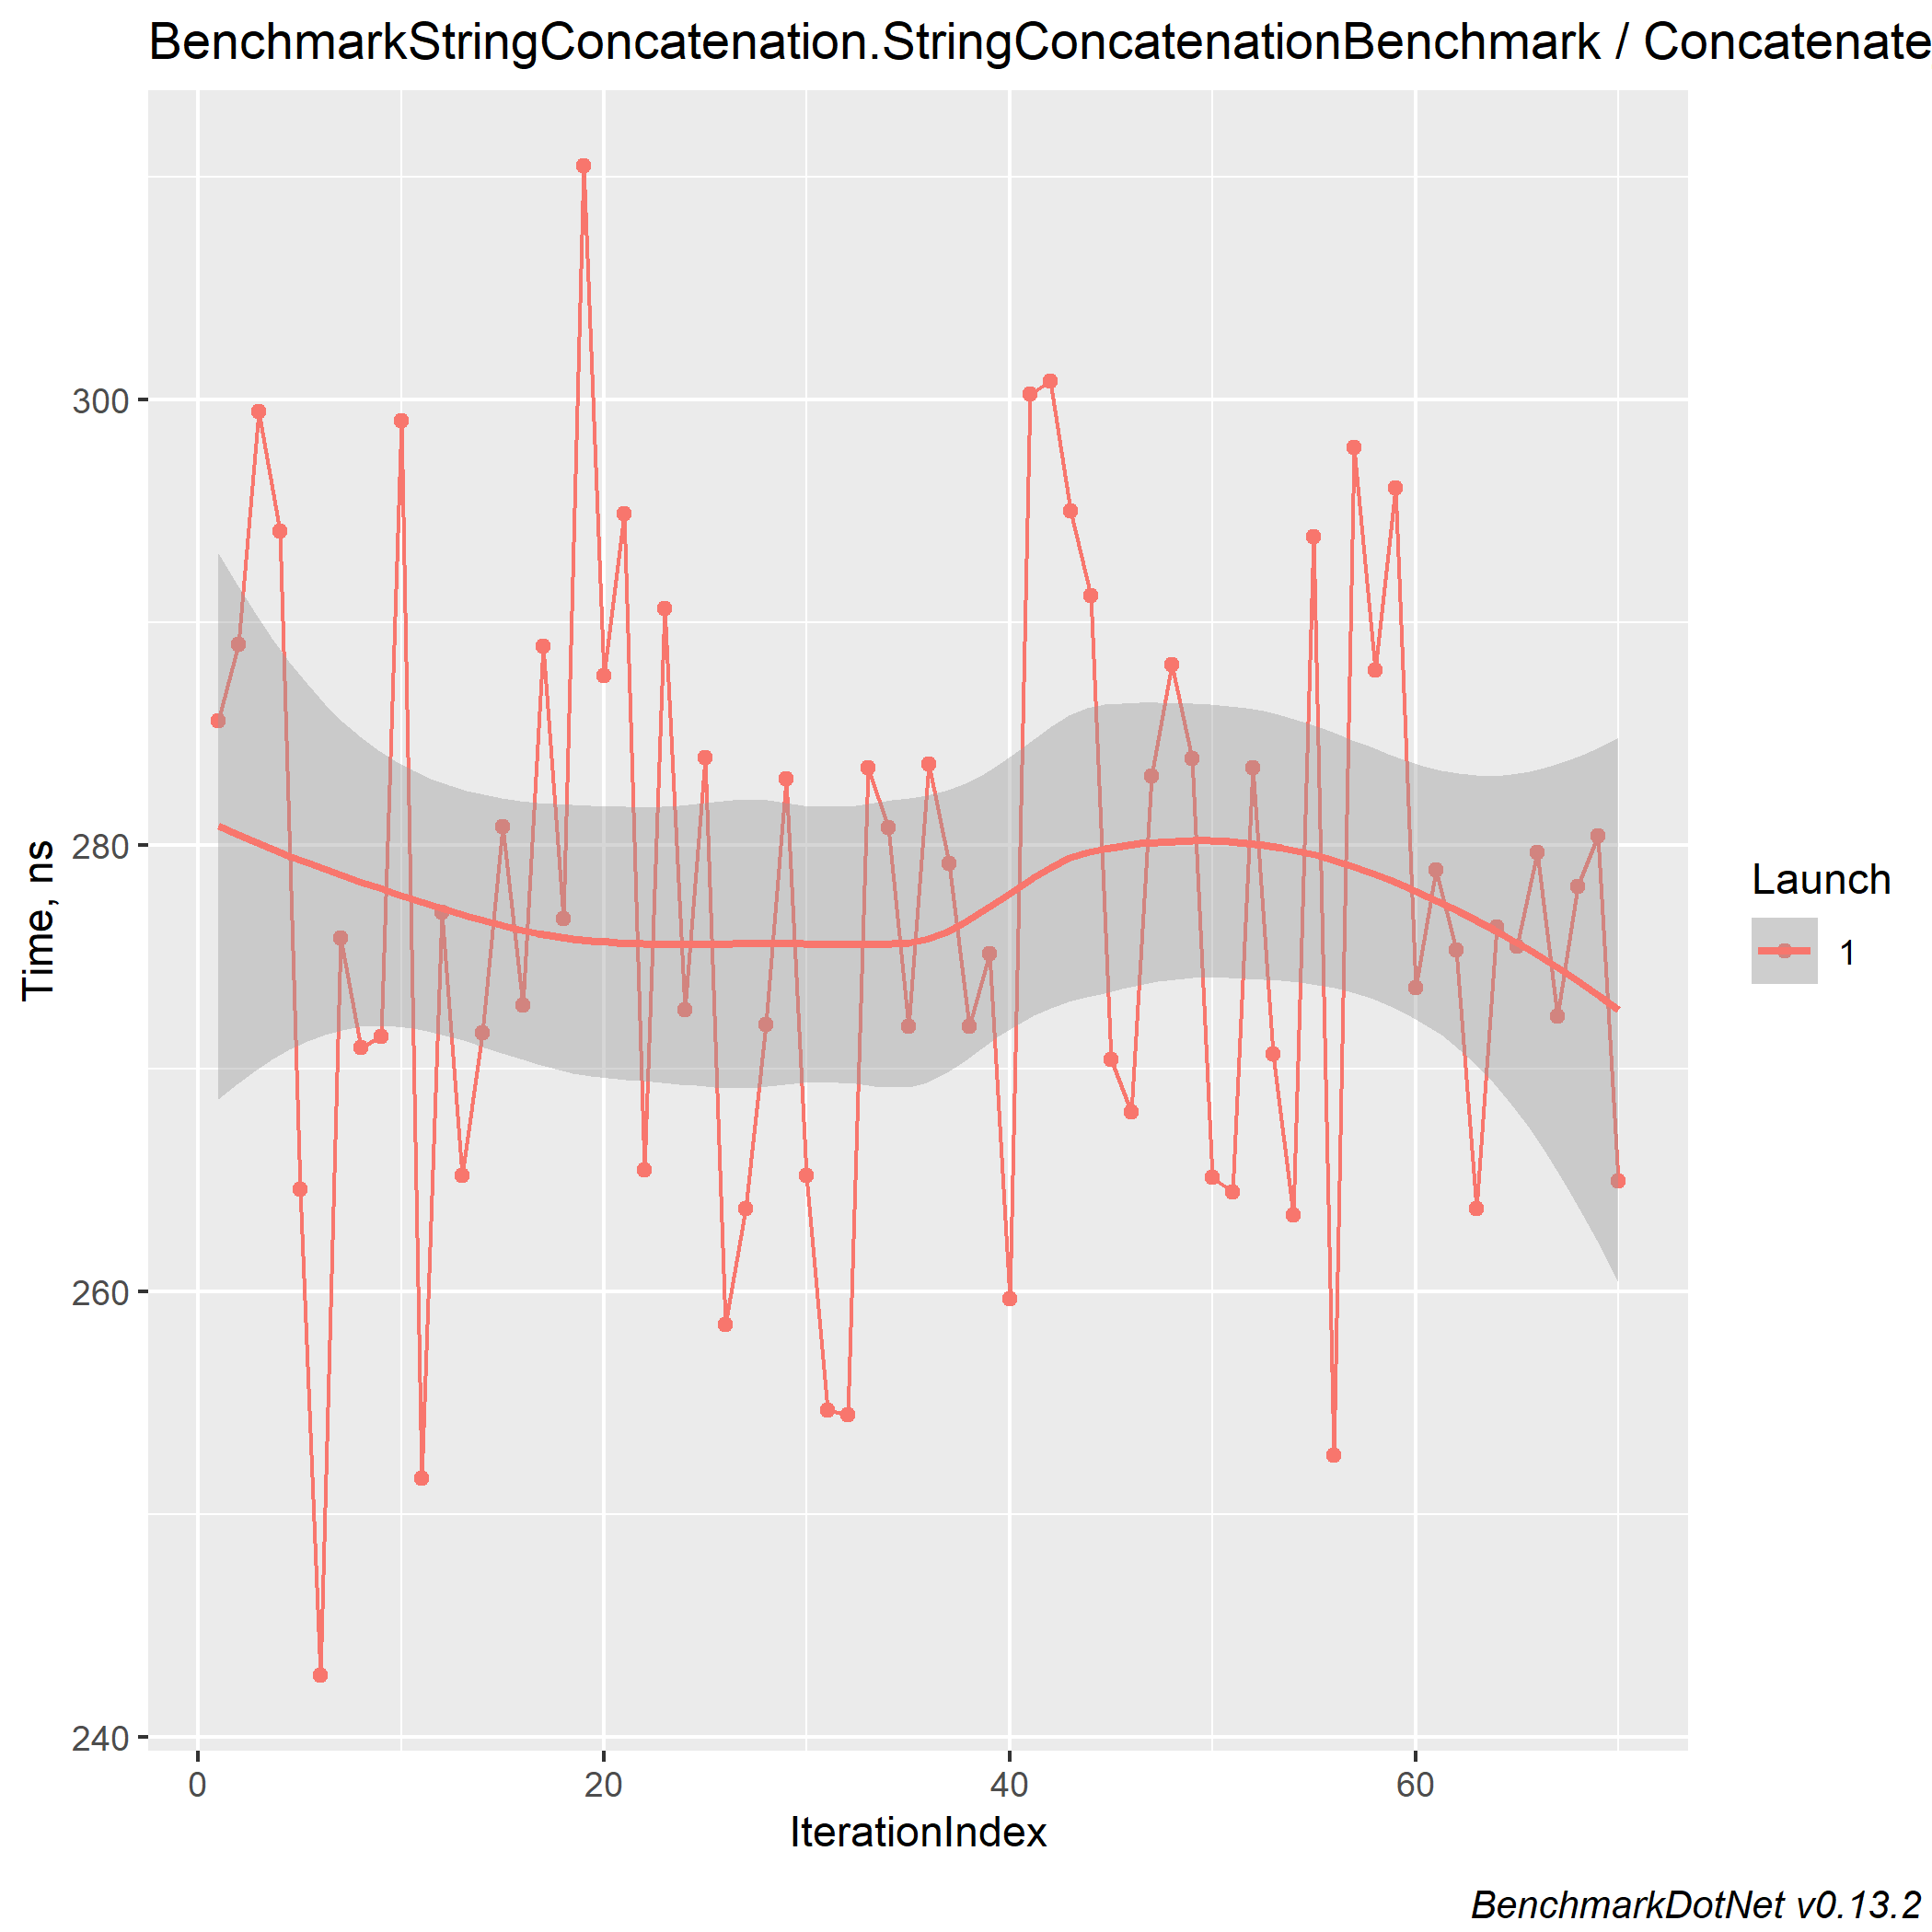 BenchmarkStringConcatenation.StringConcatenationBenchmark / Concatenate
300
280
260
240
Time, ns
0 20 40 60
IterationIndex
Launch
1
BenchmarkDotNet v0.13.2